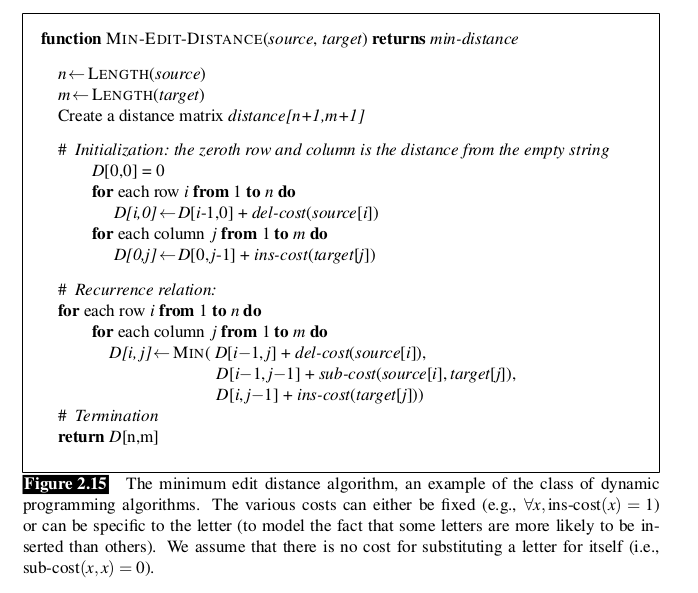 function MIN-EDIT-DISTANCE(source, target) returns min-distance
n←LENGTH(source)
m←LENGTH(target)
Create a distance matrix distance[n+1,m+1]
# Initialization: the zeroth row and column is the distance from the empty string
D[0,0] = 0
for each row i from 1 to n do
D[i,0]←D[i-1,0] + del-cost(source[i])
for each column j from 1 to m do
D[0,j]←D[0,j-1] + ins-cost(target[j])
# Recurrence relation:
for each row i from 1 to n do
for each column j from 1 to m do
D[i,j]←MIN( D[i−1,j] + del-cost(source[i]),
D[i−1,j−1] + sub-cost(source[i],target[j]),
D[i,j−1] + ins-cost(target[j]))
# Termination
return D[n,m]
Figure 2.15 The minimum edit distance algorithm, an example of the class of dynamic
programming algorithms. The various costs can either be fixed (e.g., ∀x,ins-cost(x) = 1)
or can be specific to the letter (to model the fact that some letters are more likely to be in-
serted than others). We assume that there is no cost for substituting a letter for itself (i.e.,
sub-cost(x,x) = 0).